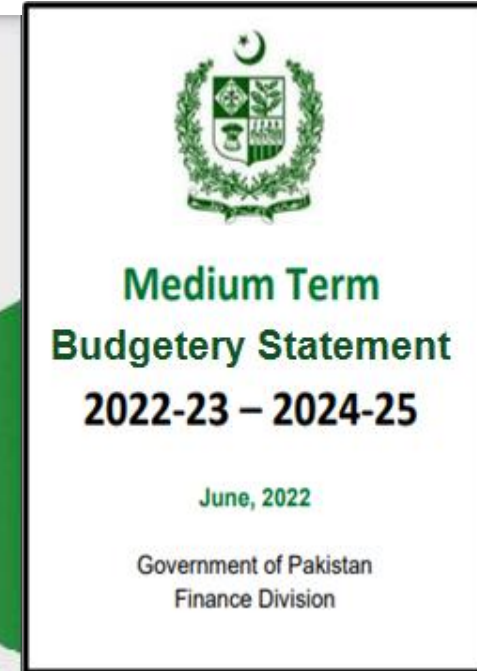 Medium Term
Budgetery Statement
2022-23 – 2024-25
June, 2022
Government of Pakistan
Finance Division